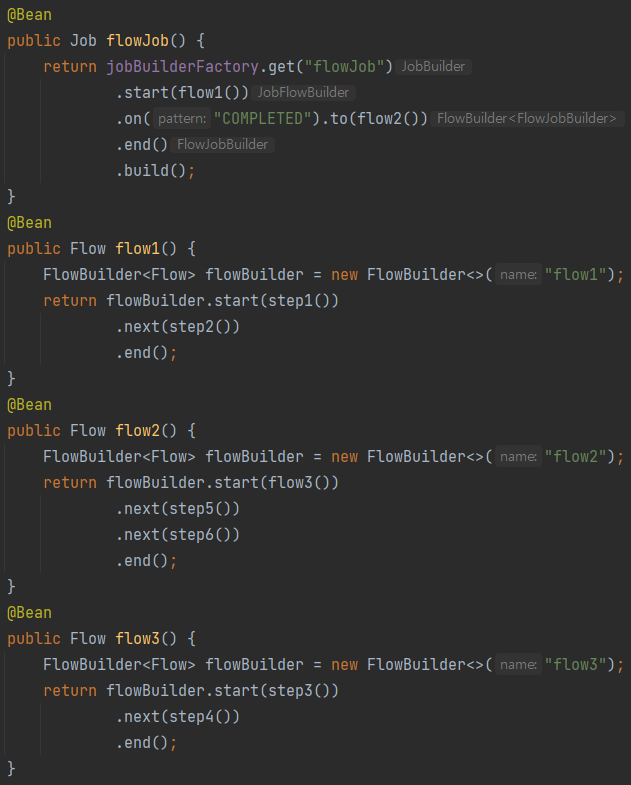 @Bean
public Job flowJob() {
    return jobBuilderFactory.get("flowJob") JobBuilder
            .start(flow1()) JobFlowBuilder
            .on( pattern: "COMPLETED").to(flow2()) FlowBuilder<FlowJobBuilder>
            .end() FlowJobBuilder
            .build();
}
@Bean
public Flow flow1() {
    FlowBuilder<Flow> flowBuilder = new FlowBuilder<>( name: "flow1");
    return flowBuilder.start(step1())
            .next(step2())
            .end();
}
@Bean
public Flow flow2() {
    FlowBuilder<Flow> flowBuilder = new FlowBuilder<>( name: "flow2");
    return flowBuilder.start(flow3())
            .next(step5())
            .next(step6())
            .end();
}
@Bean
public Flow flow3() {
    FlowBuilder<Flow> flowBuilder = new FlowBuilder<>( name: "flow3");
    return flowBuilder.start(step3())
            .next(step4())
            .end();
}